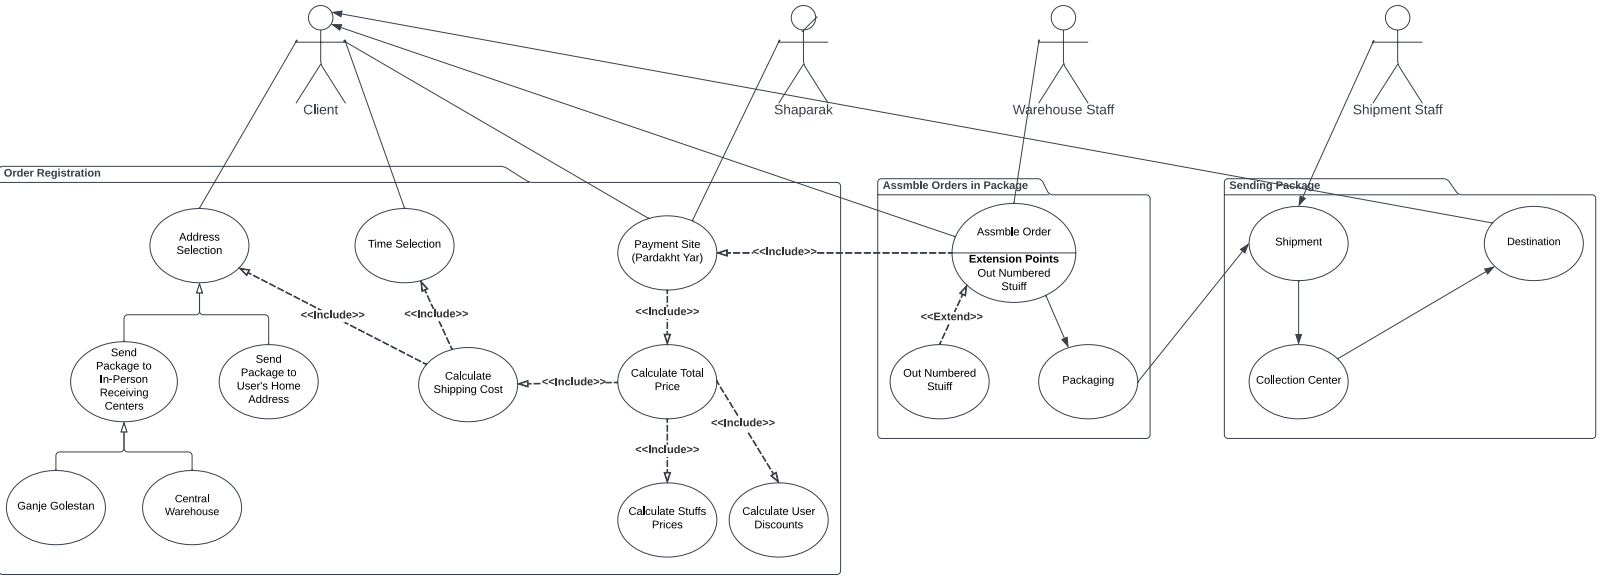 Client
Shaparak
Warehouse Staff
Shipment Staff
Order Registration
Address
Selection
Time Selection
Payment Site
(Pardakht Yar)
<<Include>>
<<Include>>
<<Include>>
Send
Package to
In-Person
Receiving
Centers
Send
Package to
User's Home
Address
Calculate
Shipping Cost
<<Include>>
Calculate Total
Price
<<Include>>
<<Include>>
Ganje Golestan
Central
Warehouse
Calculate Stuffs
Prices
Calculate User
Discounts
<<Include>>
Assmble Orders in Package
Assmble Order
Extension Points
Out Numbered
Stuiff
<<Extend>>
Out Numbered
Stuiff
Packaging
Sending Package
Shipment
Destination
Collection Center